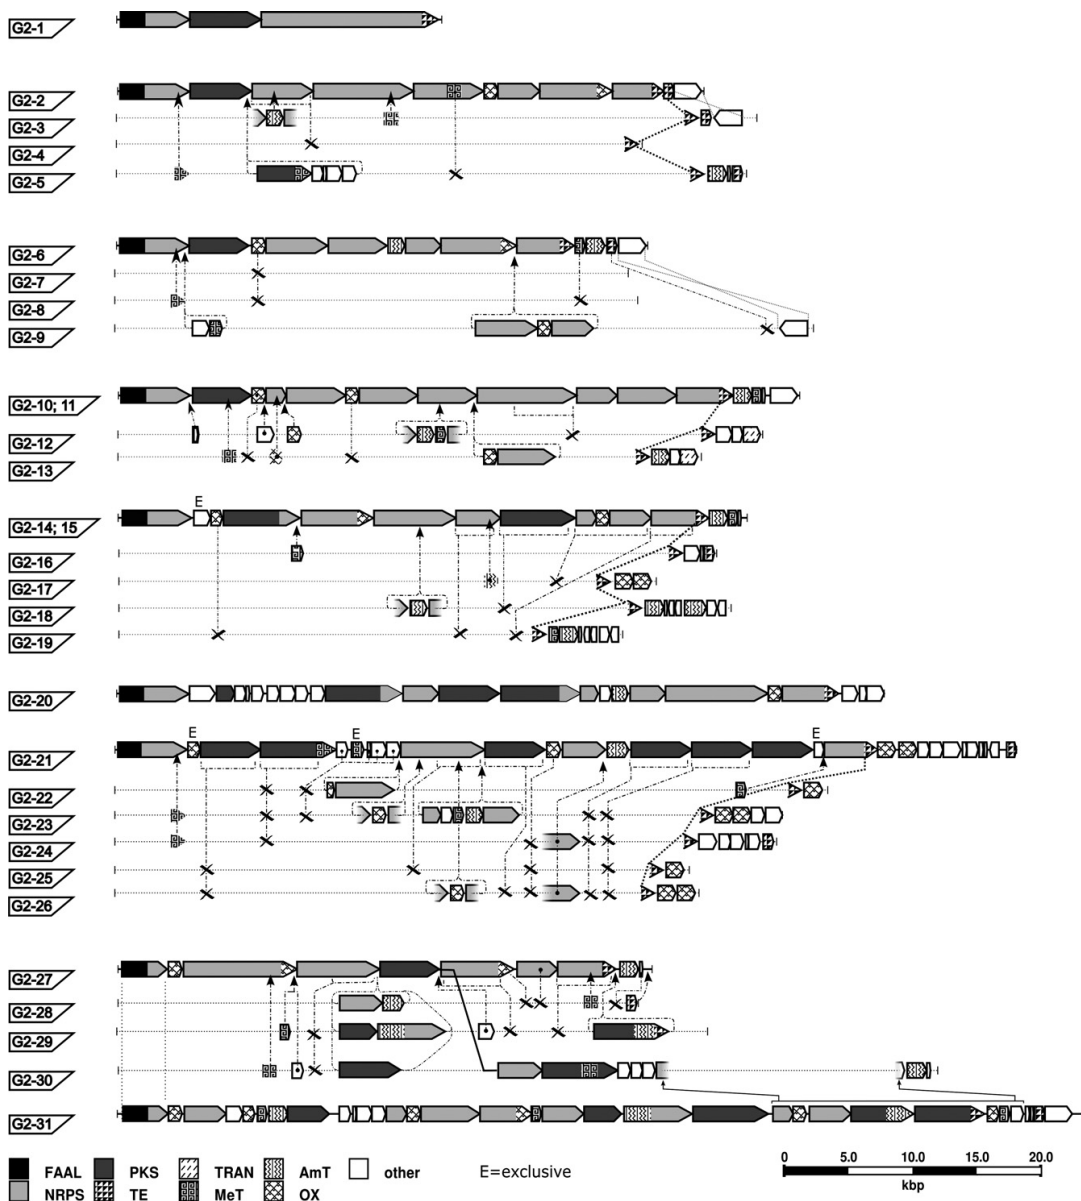 G2-1
G2-2
G2-3
G2-4
G2-5
G2-6
G2-7
G2-8
G2-9
G2-10; 11
G2-12
G2-13
E
G2-14; 15
G2-16
G2-17
G2-18
G2-19
G2-20
E E E
G2-21
G2-22
G2-23
G2-24
G2-25
G2-26
G2-27
G2-28
G2-29
G2-30
G2-31
FAAL PKS TRAN AmT other E=exclusive
NRPS TE MeT OX
0 5.0 10.0 15.0 20.0
kbp